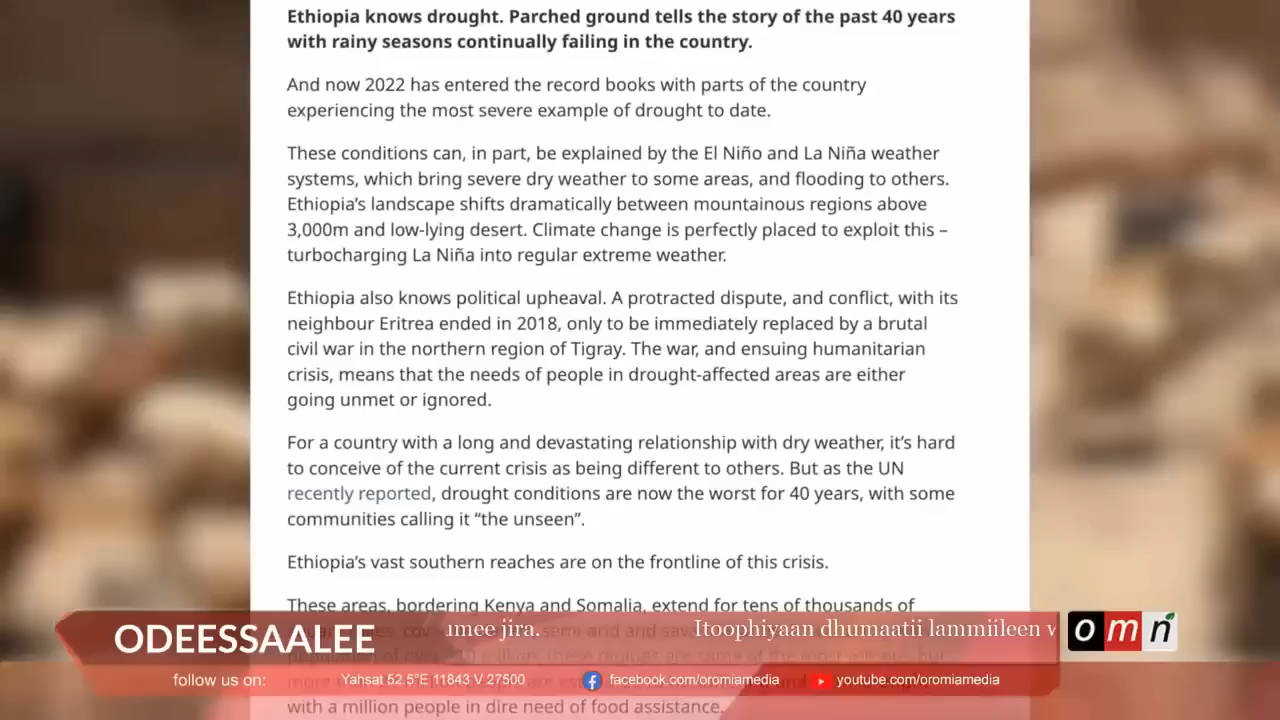 Ethiopia knows drought. Parched ground tells the story of the past 40 years
with rainy seasons continually failing in the country.
And now 2022 has entered the record books with parts of the country
experiencing the most severe example of drought to date.
These conditions can, in part, be explained by the El Niño and La Niña weather
systems, which bring severe dry weather to some areas, and flooding to others.
Ethiopia’s landscape shifts dramatically between mountainous regions above
3,000m and low-lying desert. Climate change is perfectly placed to exploit this –
turbocharging La Niña into regular extreme weather.
Ethiopia also knows political upheaval. A protracted dispute, and conflict, with its
neighbour Eritrea ended in 2018, only to be immediately replaced by a brutal
civil war in the northern region of Tigray. The war, and ensuing humanitarian
crisis, means that the needs of people in drought-affected areas are either
going unmet or ignored.
For a country with a long and devastating relationship with dry weather, it’s hard
to conceive of the current crisis as being different to others. But as the UN
recently reported, drought conditions are now the worst for 40 years, with some
communities calling it “the unseen”.
Ethiopia’s vast southern reaches are on the frontline of this crisis.
These areas, bordering Kenya and Somalia, extend for tens of thousands of
semi-arid and
with a million people in dire need of food assistance.
ODEESSAALEE
umee jira. Itoophiyaan dhumaatii lammiileen
omn
follow us on: Yahsat 52.5°E 11843 V 27500 facebook.com/oromiamedia youtube.com/oromiamedia